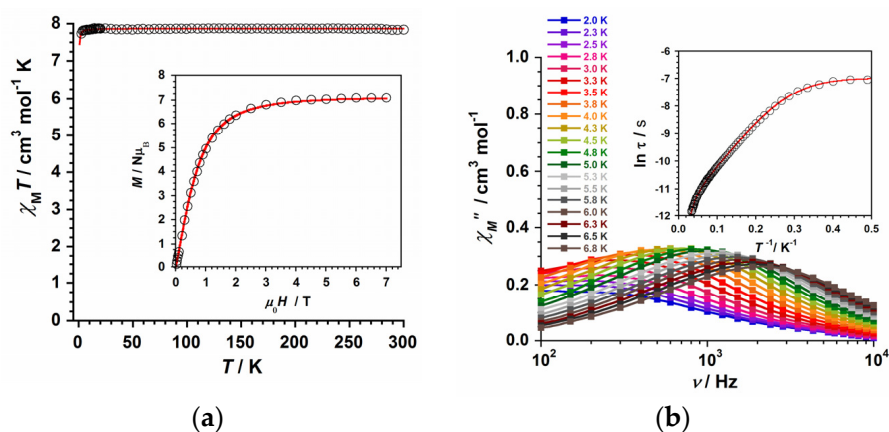 8
7
6
5
4
3
2
1
0
χM T / cm3 mol-1 K
0 50 100 150 200 250 300
T / K
8
7
6
5
4
3
2
1
0
M / NμB
0 1 2 3 4 5 6 7
μ0H / T
(a)
2.0 K
2.3 K
2.5 K
2.8 K
3.0 K
3.3 K
3.5 K
3.8 K
4.0 K
4.3 K
4.5 K
4.8 K
5.0 K
5.3 K
5.5 K
5.8 K
6.0 K
6.3 K
6.5 K
6.8 K
1.0
0.8
0.6
0.4
0.2
0.0
χM'' / cm3 mol-1
102 103 104
ν / Hz
-6
-7
-8
-9
-10
-11
-12
ln τ / s
0.0 0.1 0.2 0.3 0.4 0.5
T-1 / K-1
(b)